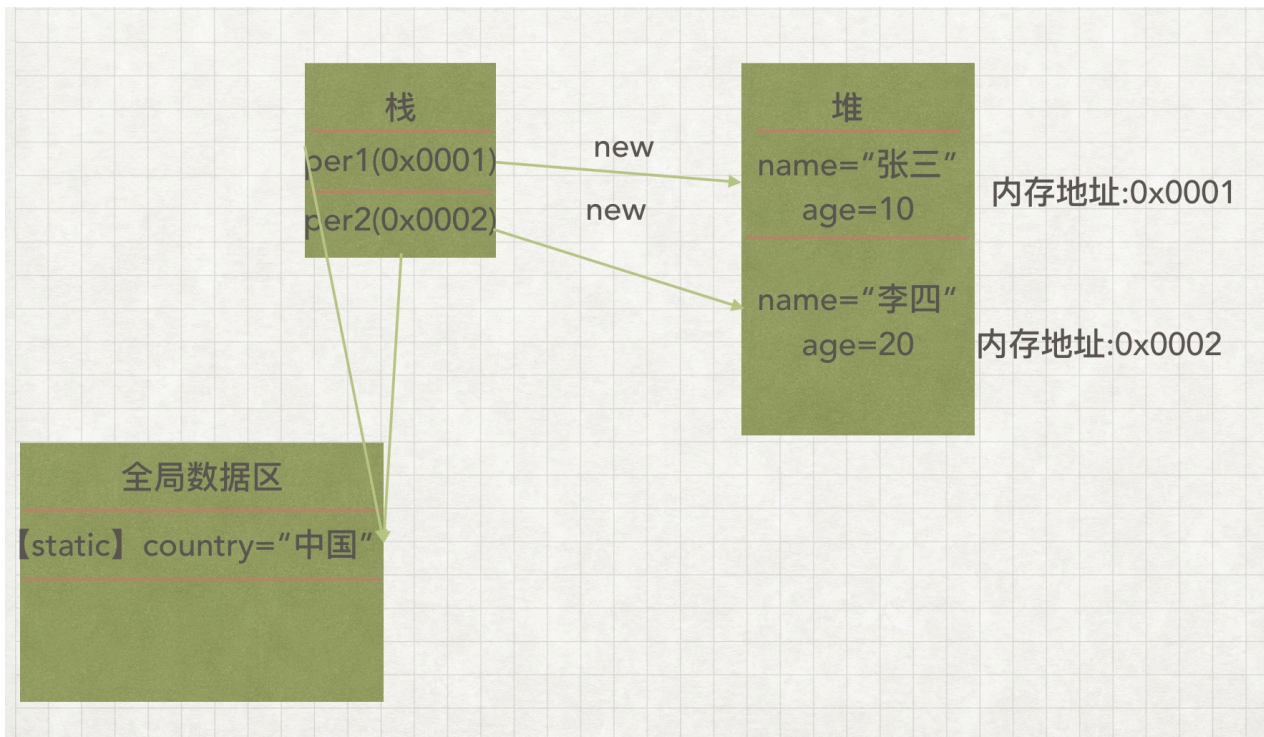 栈
per1(0x0001)
per2(0x0002)
new
new
堆
name=“张三”
age=10
内存地址:0x0001
name=“李四”
age=20
内存地址:0x0002
全局数据区
【static】country=“中国”